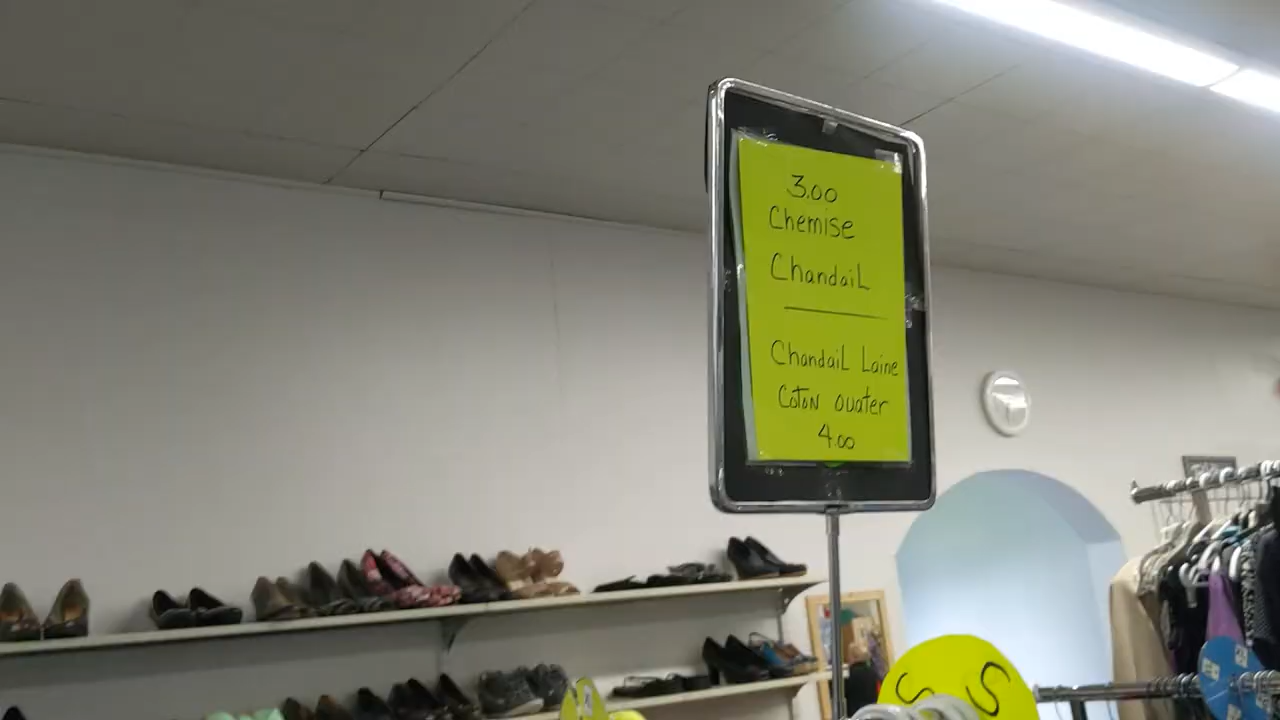 3.00
Chemise
Chandail
Chandail Laine
Coton ouater
4.00
S S